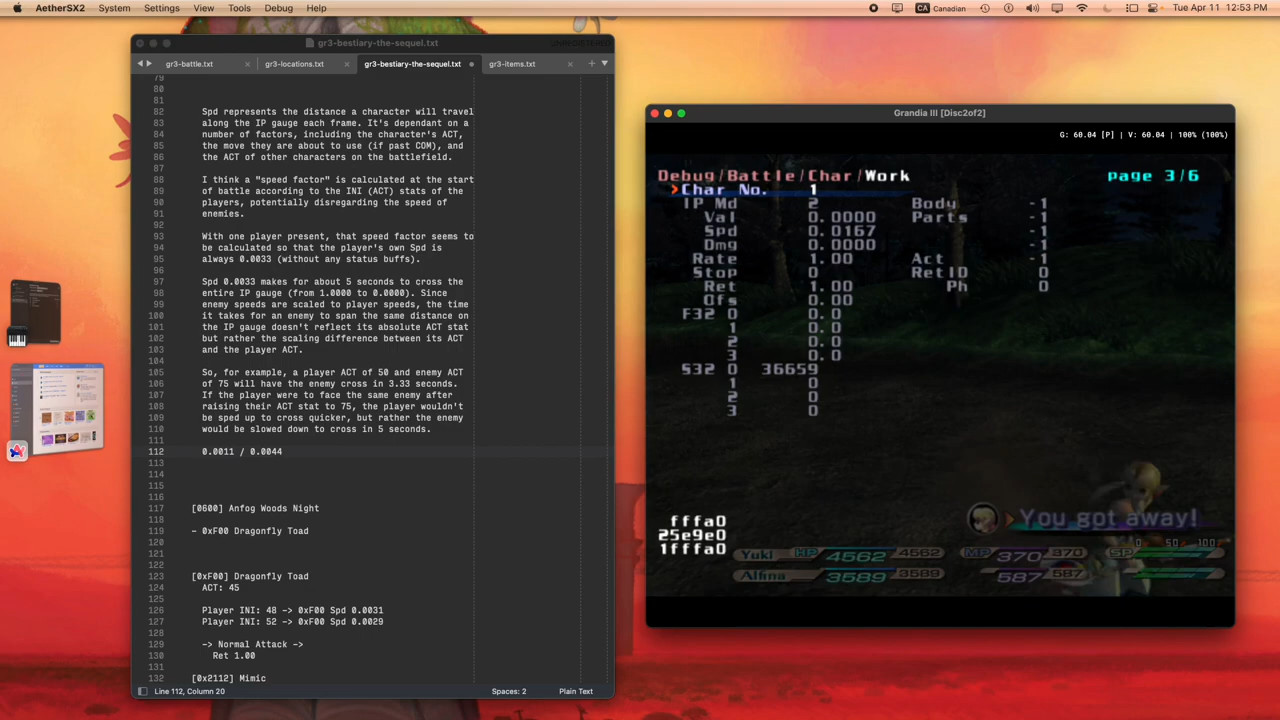 AetherSX2 System Settings View Tools Debug Help
CA Canadian Tue Apr 11 12:53 PM
gr3-bestiary-the-sequel.txt
gr3-battle.txt gr3-locations.txt gr3-bestiary-the-sequel.txt gr3-items.txt
79
80
81
82 Spd represents the distance a character will travel
83 along the IP gauge each frame. It's dependant on a
84 number of factors, including the character's ACT,
85 the move they are about to use (if past COM), and
86 the ACT of other characters on the battlefield.
87
88 I think a "speed factor" is calculated at the start
89 of battle according to the INI (ACT) stats of the
90 players, potentially disregarding the speed of
91 enemies.
92
93 With one player present, that speed factor seems to
94 be calculated so that the player's own Spd is
95 always 0.0033 (without any status buffs).
96
97 Spd 0.0033 makes for about 5 seconds to cross the
98 entire IP gauge (from 1.0000 to 0.0000). Since
99 enemy speeds are scaled to player speeds, the time
100 it takes for an enemy to span the same distance on
101 the IP gauge doesn't reflect its absolute ACT stat
102 but rather the scaling difference between its ACT
103 and the player ACT.
104
105 So, for example, a player ACT of 50 and enemy ACT
106 of 75 will have the enemy cross in 3.33 seconds.
107 If the player were to face the same enemy after
108 raising their ACT stat to 75, the player wouldn't
109 be sped up to cross quicker, but rather the enemy
110 would be slowed down to cross in 5 seconds.
111
112 0.0011 / 0.0044
113
114
115
116
117 [0600] Anfog Woods Night
118
119 - 0xF00 Dragonfly Toad
120
121
122
123 [0xF00] Dragonfly Toad
124 ACT: 45
125
126 Player INI: 48 -> 0xF00 Spd 0.0031
127 Player INI: 52 -> 0xF00 Spd 0.0029
128
129 -> Normal Attack ->
130 Ret 1.00
131
132 [0x2112] Mimic
Line 112, Column 20 Spaces: 2 Plain Text
Grandia III [Disc2of2]
G: 60.04 [P] | V: 60.04 | 100% (100%)
Debug/Battle/Char/Work page 3/6
>Char No. 1
IP Md 2 Body -1
Val 0.0000 Parts -1
Spd 0.0167 -1
Dmg 0.0000 -1
Rate 1.00 Act -1
Stop 0 RetID 0
Ret 1.00 Ph 0
Ofs 0.00
F32 0 0.0
1 0.0
2 0.0
3 0.0
S32 0 36659
1 0
2 0
3 0
You got away!
fffa0
25e9e0
1fffa0
0 50 100
Yuki HP 4562 4562 MP 370 370 SP
Alfina 3589 3589 587 587